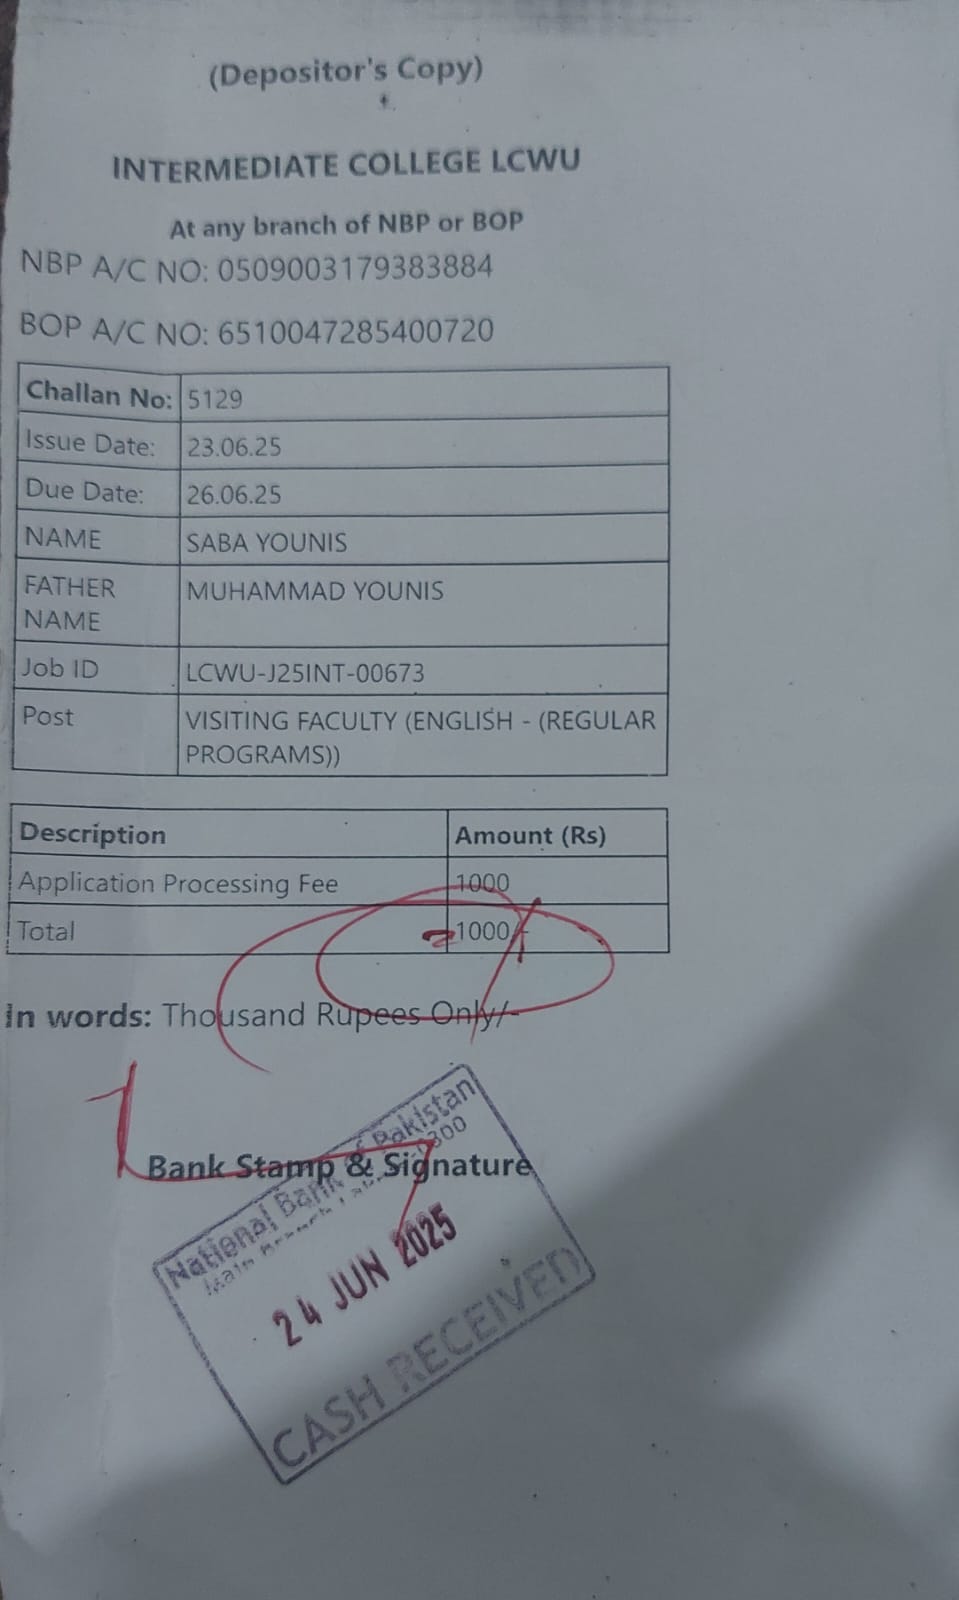 (Depositor's Copy)
INTERMEDIATE COLLEGE LCWU
At any branch of NBP or BOP
NBP A/C NO: 0509003179383884
BOP A/C NO: 6510047285400720
Challan No: 5129
Issue Date: 23.06.25
Due Date: 26.06.25
NAME SABA YOUNIS
FATHER NAME MUHAMMAD YOUNIS
Job ID LCWU-J25INT-00673
Post VISITING FACULTY (ENGLISH - (REGULAR
PROGRAMS))
Description Amount (Rs)
Application Processing Fee 1000
Total 1000/-
In words: Thousand Rupees Only/-
Bank Stamp & Signature
National Bank of Pakistan
Main Branch
24 JUN 2025
CASH RECEIVED